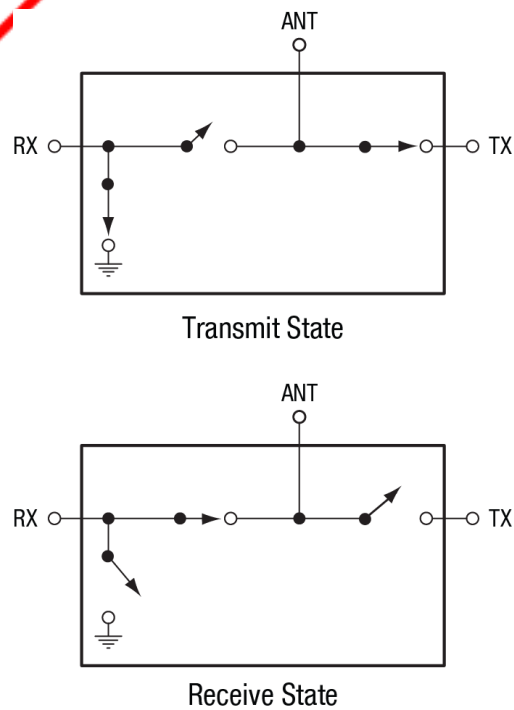 ANT
RX
TX
Transmit State
ANT
RX
TX
Receive State